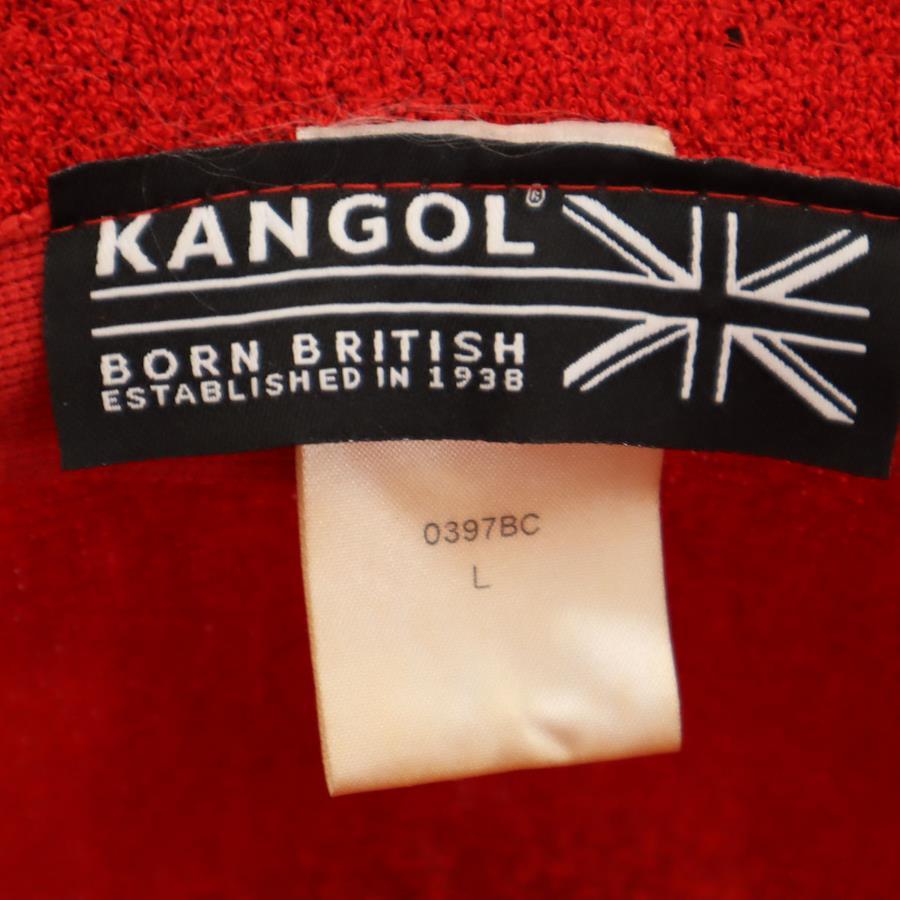 KANGOL®
BORN BRITISH
ESTABLISHED IN 1938
0397BC
L